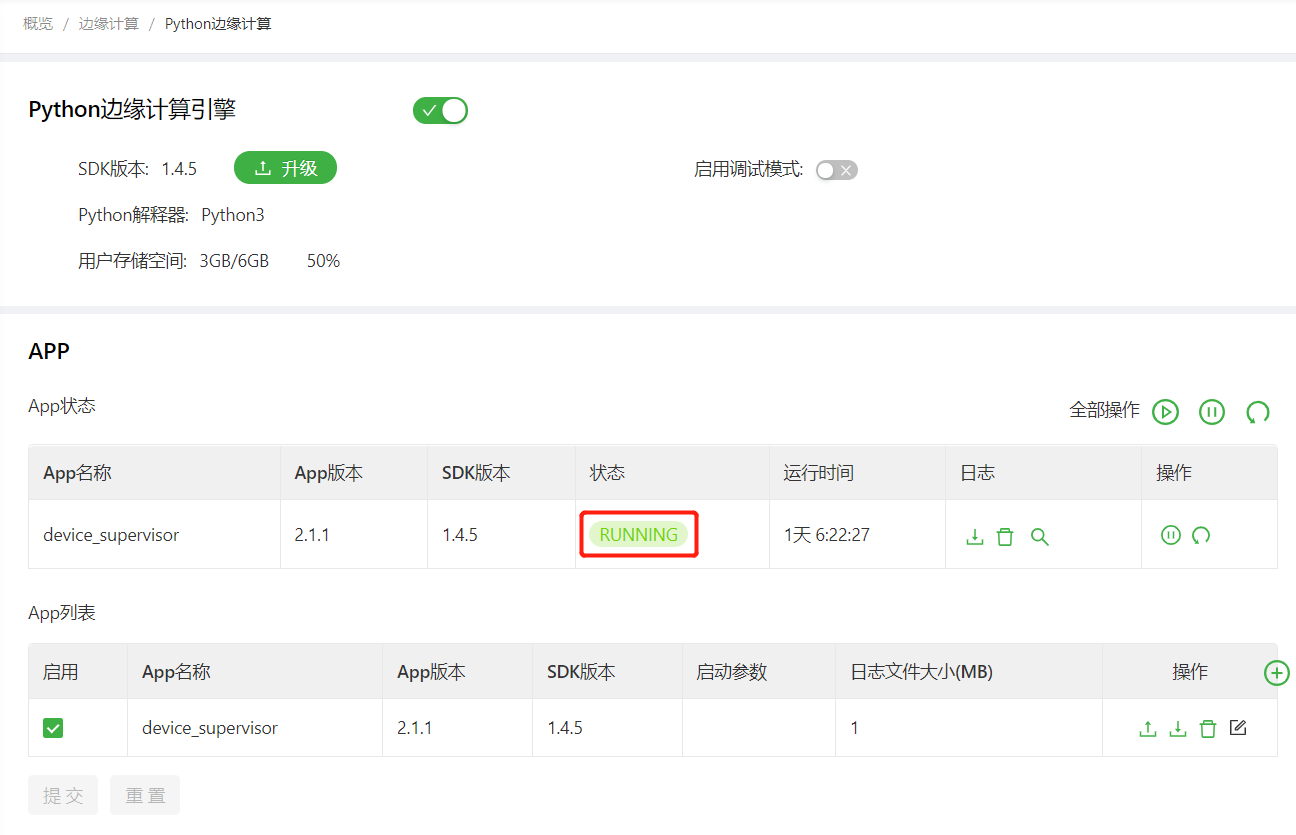 概览 / 边缘计算 / Python边缘计算
Python边缘计算引擎
SDK版本: 1.4.5 升级 启用调试模式:
Python解释器: Python3
用户存储空间: 3GB/6GB 50%
APP
App状态 全部操作
App名称 App版本 SDK版本 状态 运行时间 日志 操作
device_supervisor 2.1.1 1.4.5 RUNNING 1天 6:22:27
App列表
启用 App名称 App版本 SDK版本 启动参数 日志文件大小(MB) 操作
device_supervisor 2.1.1 1.4.5 1
提交 重置